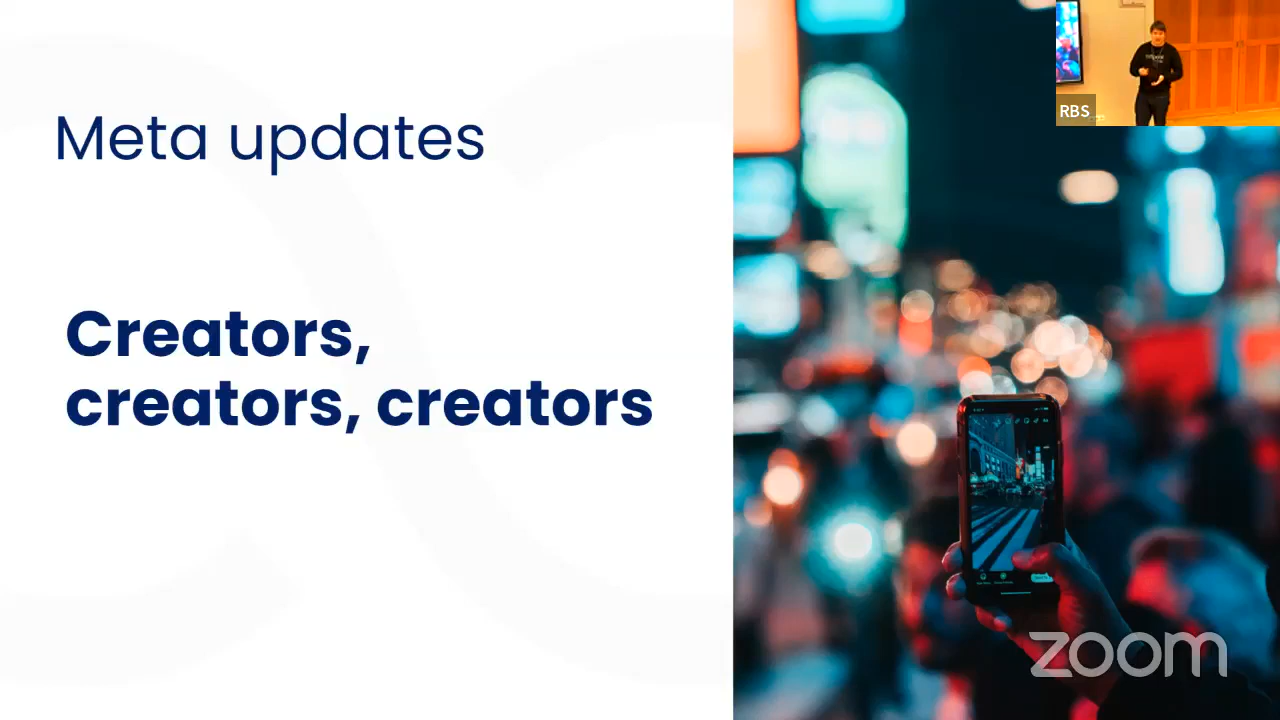 Meta updates
Creators,
creators, creators
RBS
zoom